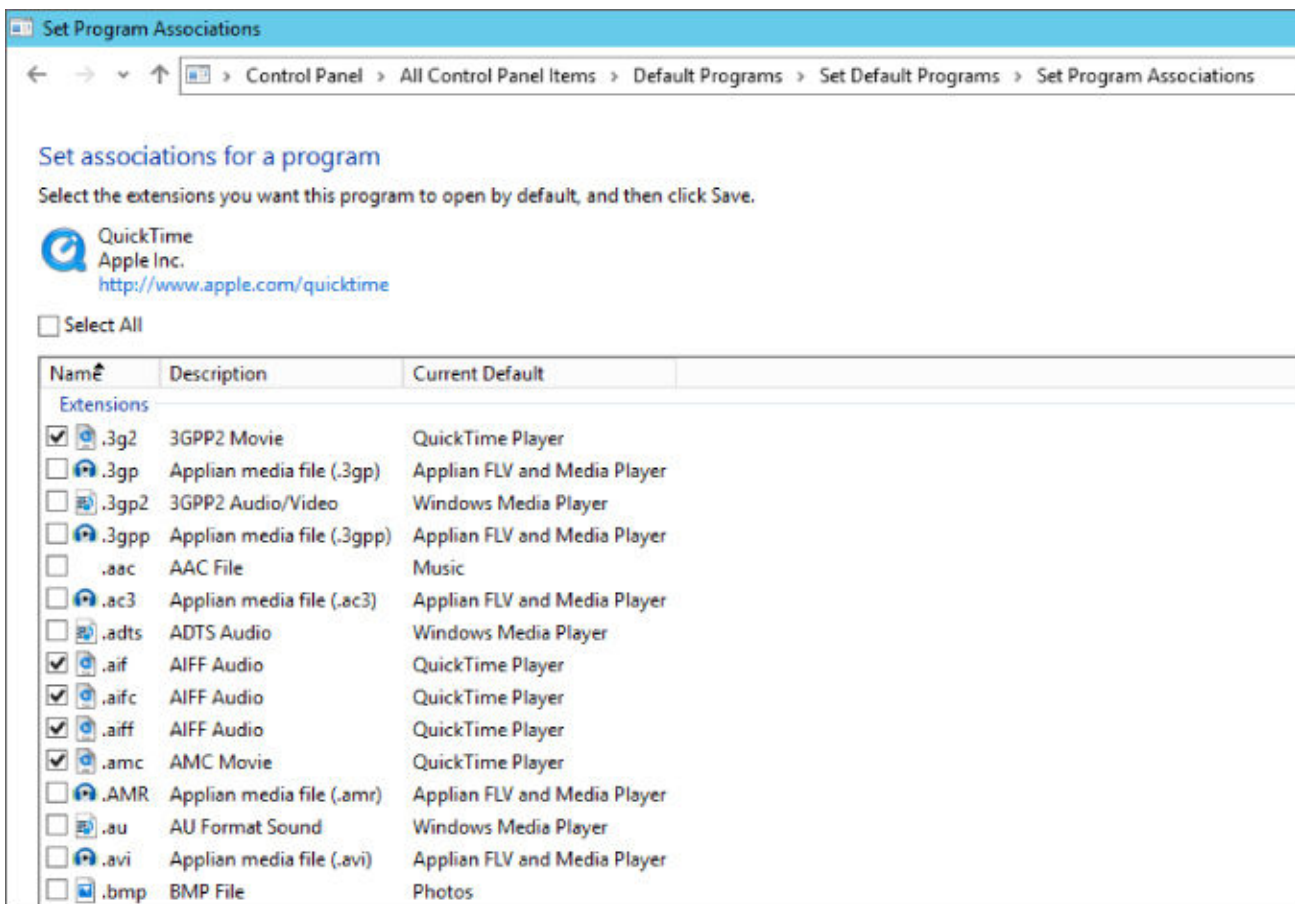 Set Program Associations
Control Panel > All Control Panel Items > Default Programs > Set Default Programs > Set Program Associations
Set associations for a program
Select the extensions you want this program to open by default, and then click Save.
QuickTime
Apple Inc.
http://www.apple.com/quicktime
Select All
Name Description Current Default
Extensions
.3g2 3GPP2 Movie QuickTime Player
.3gp Applian media file (.3gp) Applian FLV and Media Player
.3gp2 3GPP2 Audio/Video Windows Media Player
.3gpp Applian media file (.3gpp) Applian FLV and Media Player
.aac AAC File Music
.ac3 Applian media file (.ac3) Applian FLV and Media Player
.adts ADTS Audio Windows Media Player
.aif AIFF Audio QuickTime Player
.aifc AIFF Audio QuickTime Player
.aiff AIFF Audio QuickTime Player
.amc AMC Movie QuickTime Player
.AMR Applian media file (.amr) Applian FLV and Media Player
.au AU Format Sound Windows Media Player
.avi Applian media file (.avi) Applian FLV and Media Player
.bmp BMP File Photos